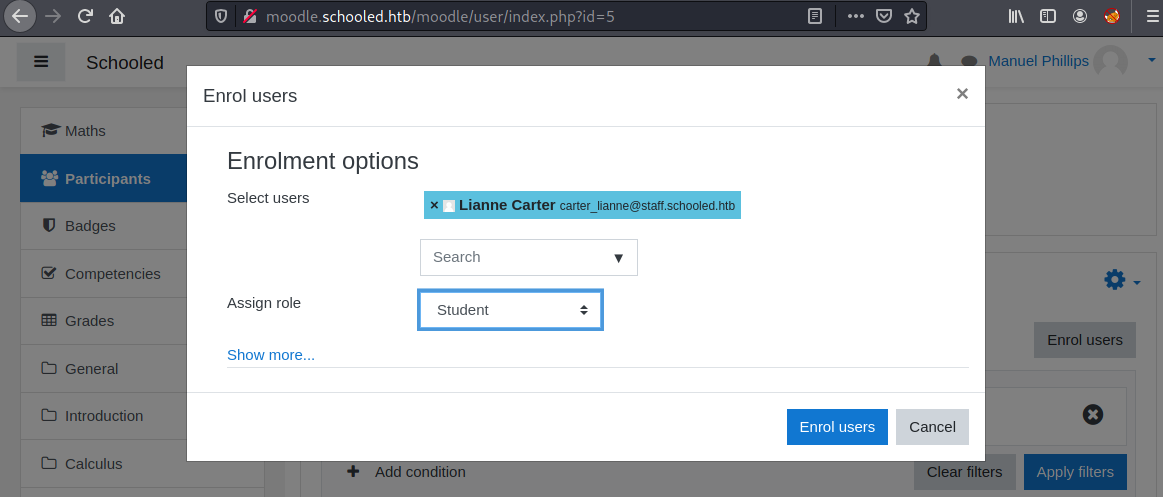 moodle.schooled.htb/moodle/user/index.php?id=5
Schooled
Manuel Phillips
Enrol users
×
Maths
Participants
Badges
Competencies
Grades
General
Introduction
Calculus
Enrolment options
Select users
× Lianne Carter carter_lianne@staff.schooled.htb
Search ▼
Assign role
Student
Show more...
Enrol users
Enrol users Cancel
Add condition
Clear filters Apply filters